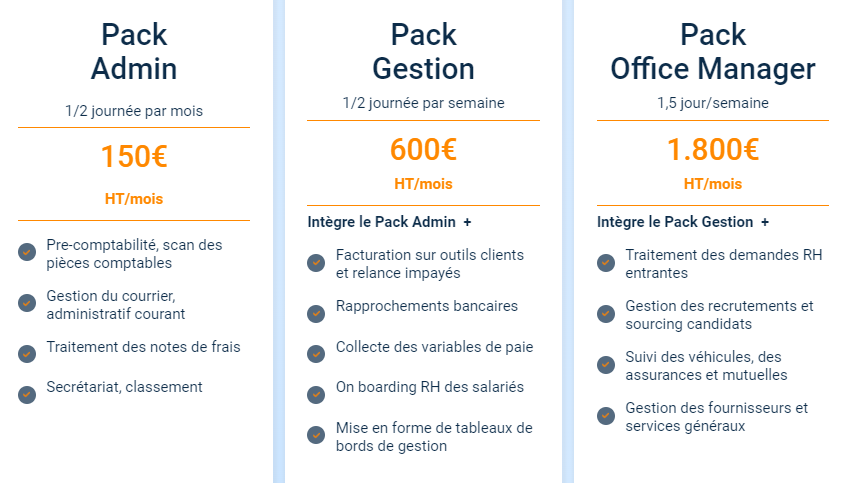 Pack
Admin
1/2 journée par mois
150€
HT/mois
Pre-comptabilité, scan des
pièces comptables
Gestion du courrier,
administratif courant
Traitement des notes de frais
Secrétariat, classement
Pack
Gestion
1/2 journée par semaine
600€
HT/mois
Intègre le Pack Admin +
Facturation sur outils clients
et relance impayés
Rapprochements bancaires
Collecte des variables de paie
On boarding RH des salariés
Mise en forme de tableaux de
bords de gestion
Pack
Office Manager
1,5 jour/semaine
1.800€
HT/mois
Intègre le Pack Gestion +
Traitement des demandes RH
entrantes
Gestion des recrutements et
sourcing candidats
Suivi des véhicules, des
assurances et mutuelles
Gestion des fournisseurs et
services généraux